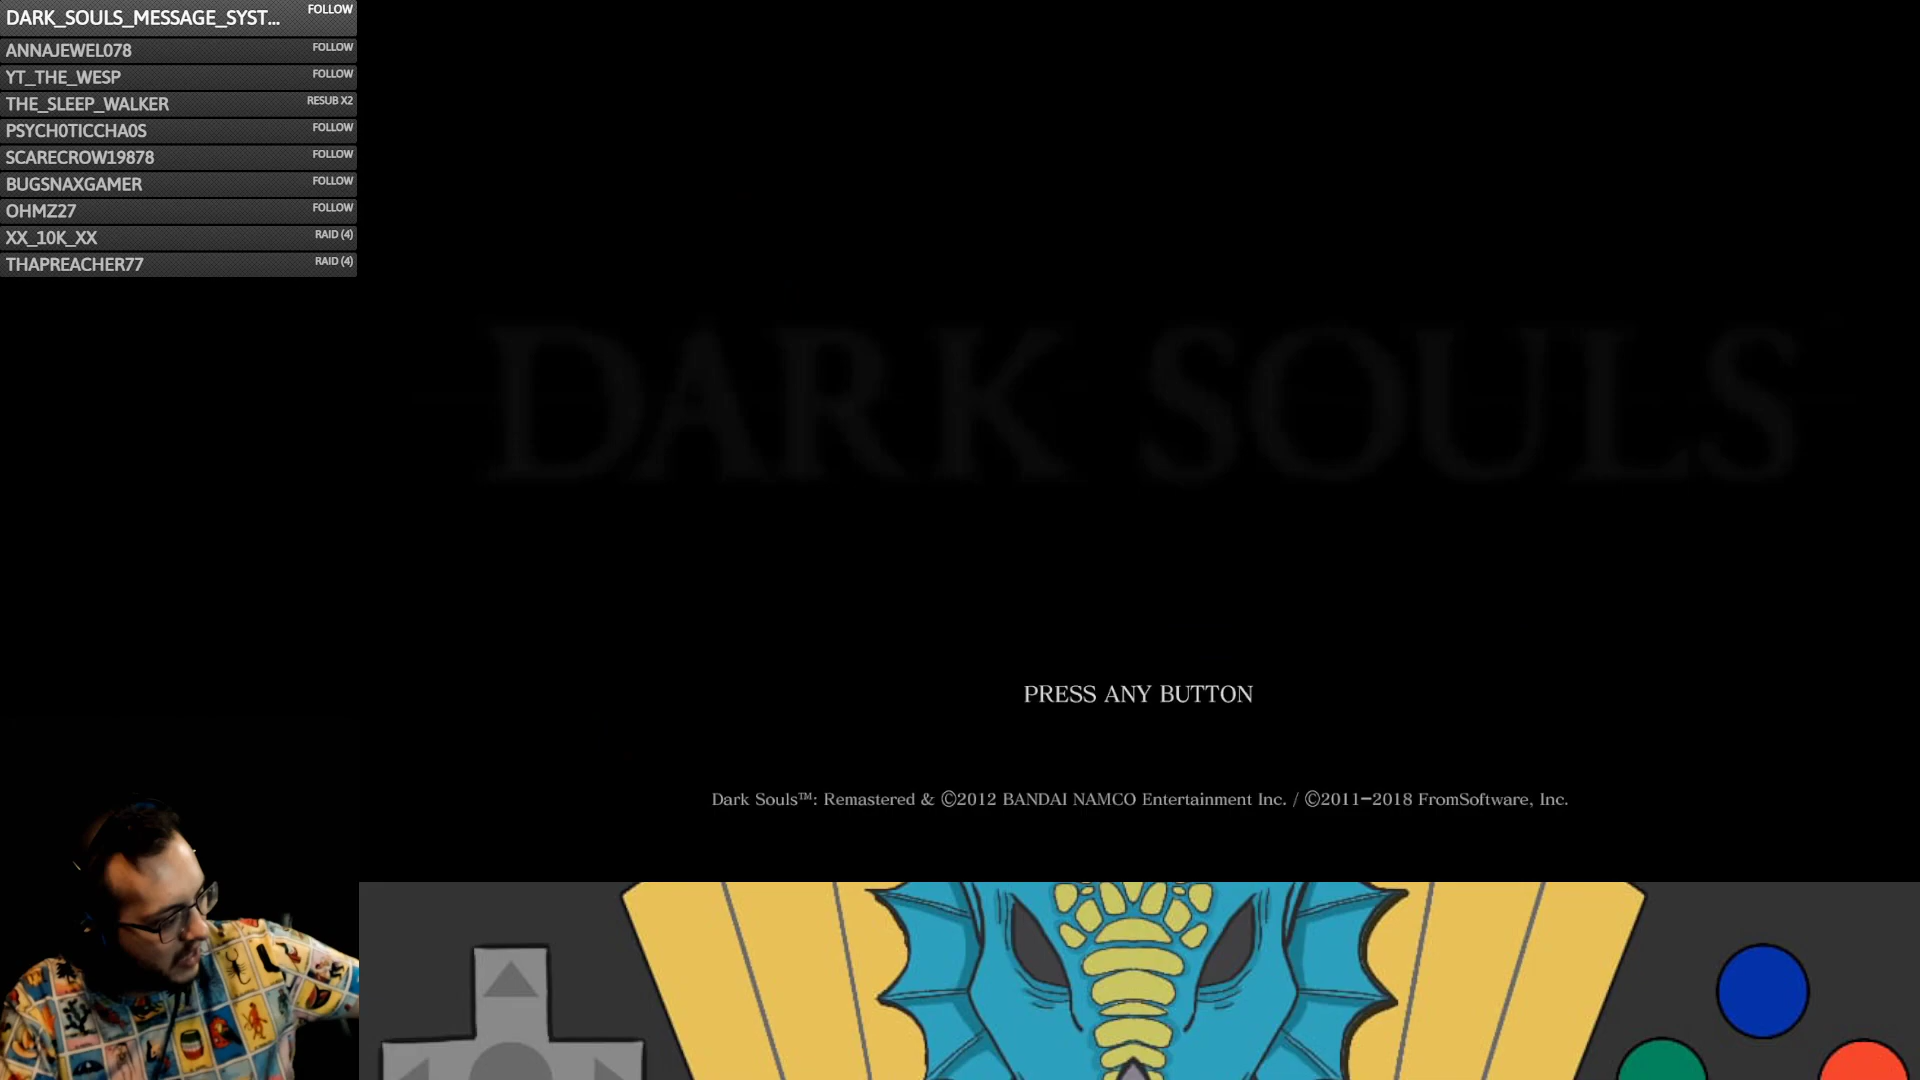 DARK_SOULS_MESSAGE_SYST... FOLLOW
ANNAJEWEL078 FOLLOW
YT_THE_WESP FOLLOW
THE_SLEEP_WALKER RESUB X2
PSYCH0TICCHA0S FOLLOW
SCARECROW19878 FOLLOW
BUGSNAXGAMER FOLLOW
OHMZ27 FOLLOW
XX_10K_XX RAID (4)
THAPREACHER77 RAID (4)
DARK SOULS
PRESS ANY BUTTON
Dark Souls™: Remastered & ©2012 BANDAI NAMCO Entertainment Inc. / ©2011–2018 FromSoftware, Inc.